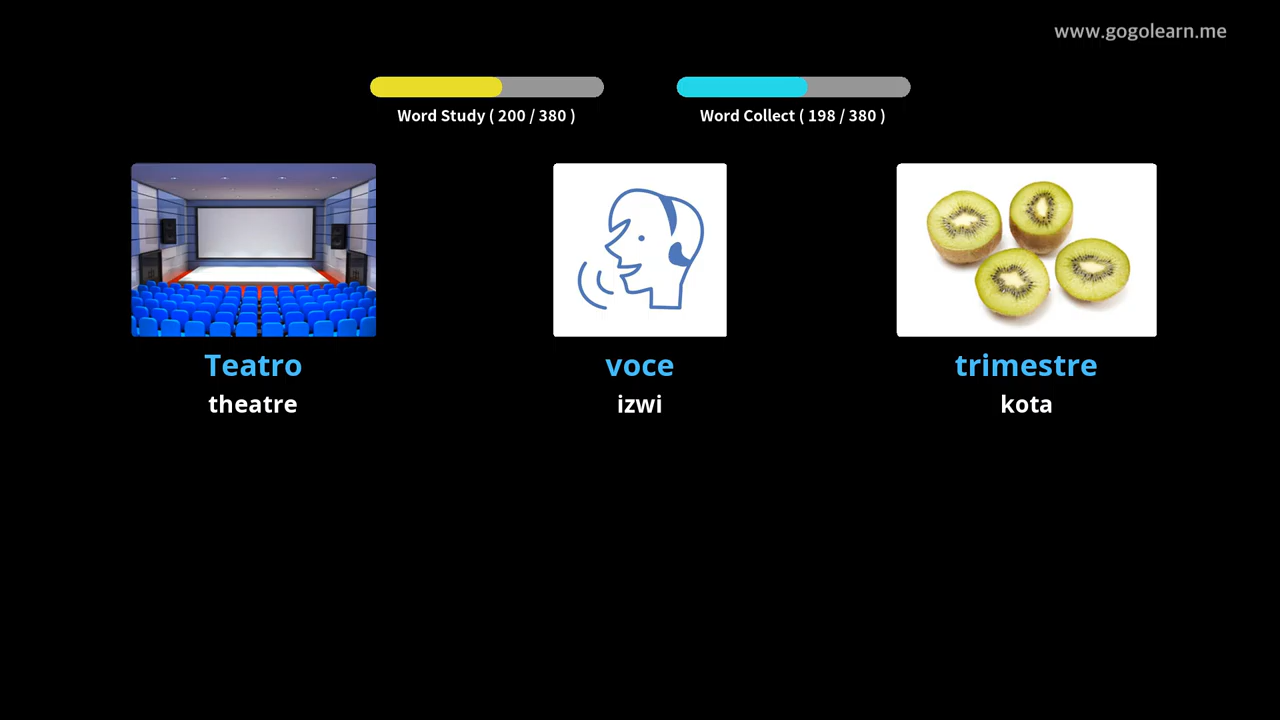 www.gogolearn.me
Word Study ( 200 / 380 )
Word Collect ( 198 / 380 )
Teatro
theatre
voce
izwi
trimestre
kota